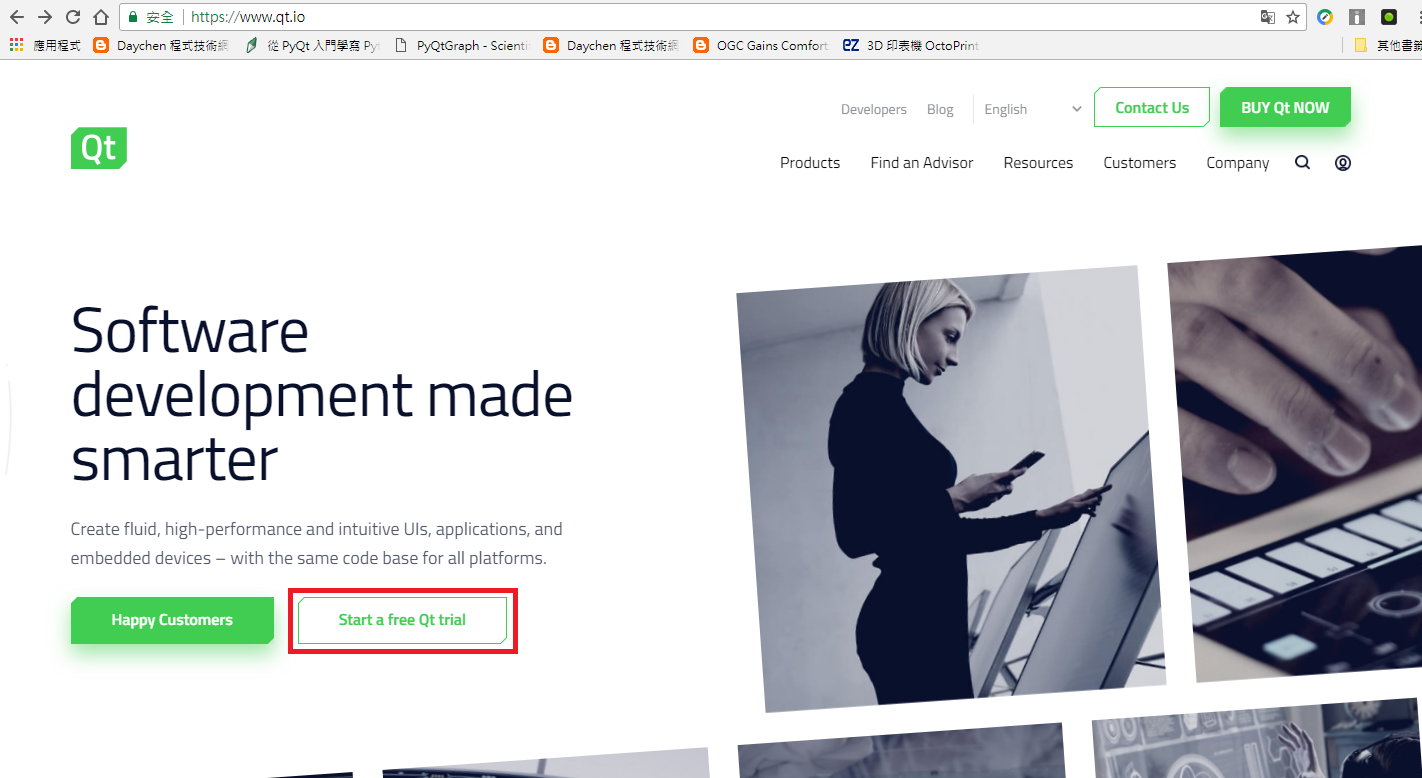 安全 https://www.qt.io
應用程式 Daychen 程式技術網 從 PyQt 入門學寫 Py PyQtGraph - Scienti Daychen 程式技術網 OGC Gains Comfort EZ 3D 印表機 OctoPrint 其他書籤
Developers Blog English Contact Us BUY Qt NOW
Qt
Products Find an Advisor Resources Customers Company
Software
development made
smarter
Create fluid, high-performance and intuitive UIs, applications, and
embedded devices – with the same code base for all platforms.
Happy Customers Start a free Qt trial